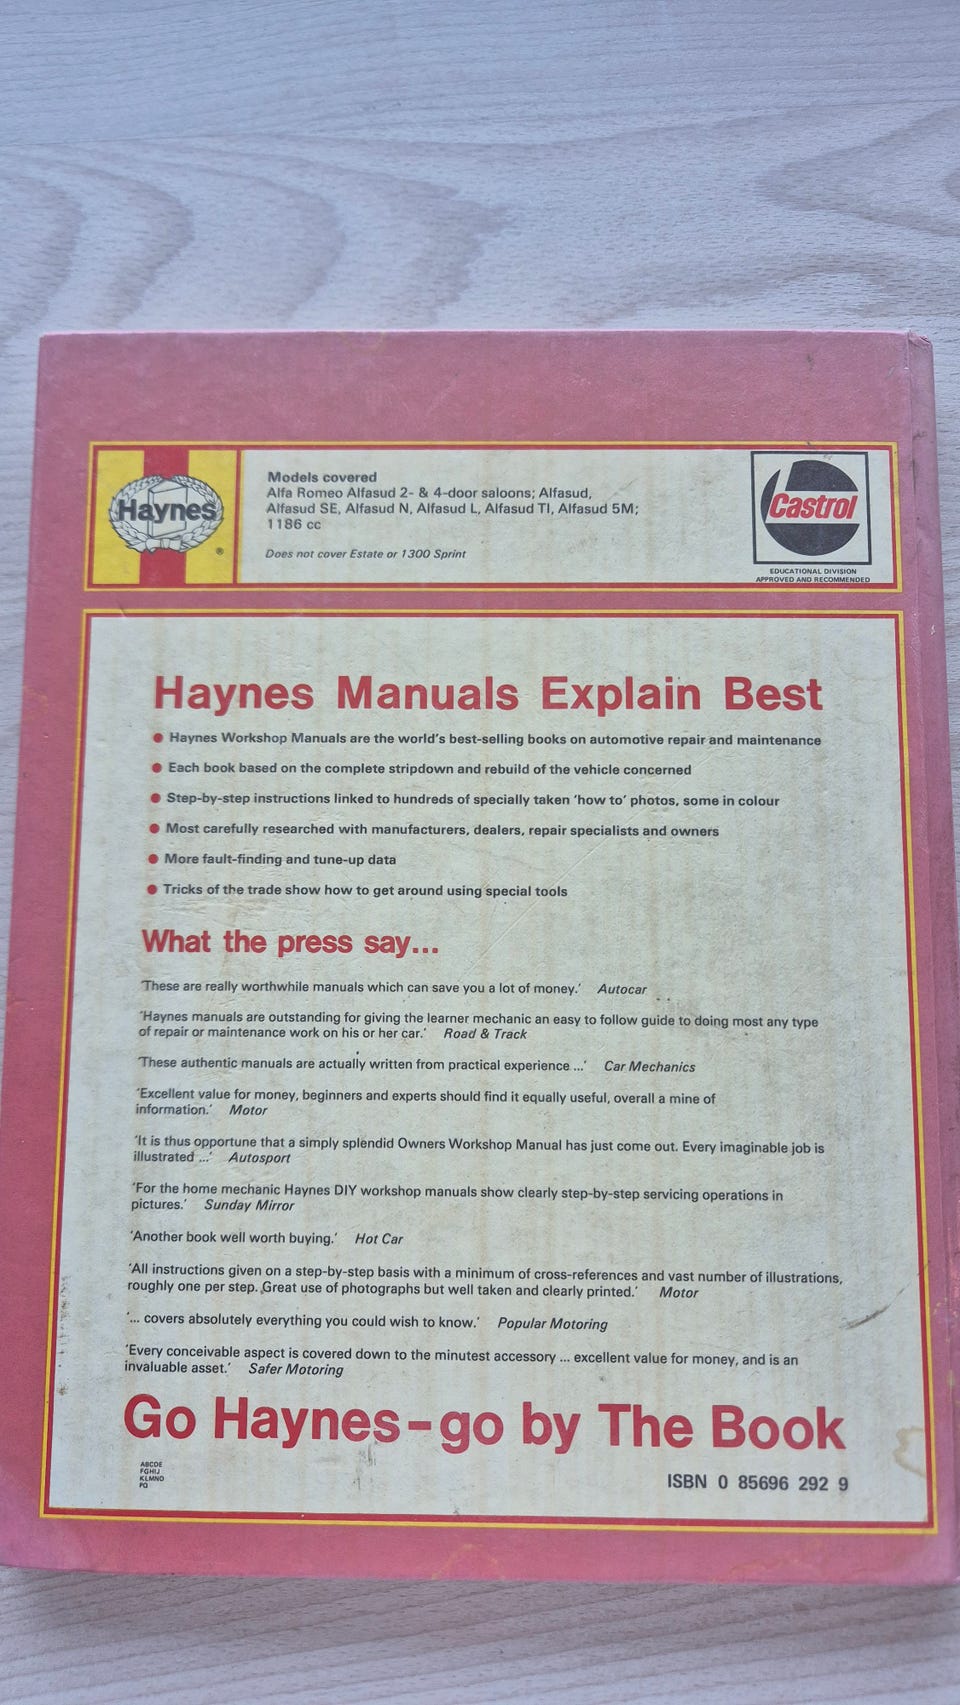 Haynes
®
Models covered
Alfa Romeo Alfasud 2- & 4-door saloons; Alfasud,
Alfasud SE, Alfasud N, Alfasud L, Alfasud TI, Alfasud 5M;
1186 cc
Does not cover Estate or 1300 Sprint
Castrol
EDUCATIONAL DIVISION
APPROVED AND RECOMMENDED
Haynes Manuals Explain Best
● Haynes Workshop Manuals are the world's best-selling books on automotive repair and maintenance
● Each book based on the complete stripdown and rebuild of the vehicle concerned
● Step-by-step instructions linked to hundreds of specially taken 'how to' photos, some in colour
● Most carefully researched with manufacturers, dealers, repair specialists and owners
● More fault-finding and tune-up data
● Tricks of the trade show how to get around using special tools
What the press say...
'These are really worthwhile manuals which can save you a lot of money.' Autocar
'Haynes manuals are outstanding for giving the learner mechanic an easy to follow guide to doing most any type
of repair or maintenance work on his or her car.' Road & Track
'These authentic manuals are actually written from practical experience ...' Car Mechanics
'Excellent value for money, beginners and experts should find it equally useful, overall a mine of
information.' Motor
'It is thus opportune that a simply splendid Owners Workshop Manual has just come out. Every imaginable job is
illustrated ...' Autosport
'For the home mechanic Haynes DIY workshop manuals show clearly step-by-step servicing operations in
pictures.' Sunday Mirror
'Another book well worth buying.' Hot Car
'All instructions given on a step-by-step basis with a minimum of cross-references and vast number of illustrations,
roughly one per step. Great use of photographs but well taken and clearly printed.' Motor
'... covers absolutely everything you could wish to know.' Popular Motoring
'Every conceivable aspect is covered down to the minutest accessory ... excellent value for money, and is an
invaluable asset.' Safer Motoring
Go Haynes-go by The Book
ABCDE
FGHIJ
KLMNO
PQ
ISBN 0 85696 292 9